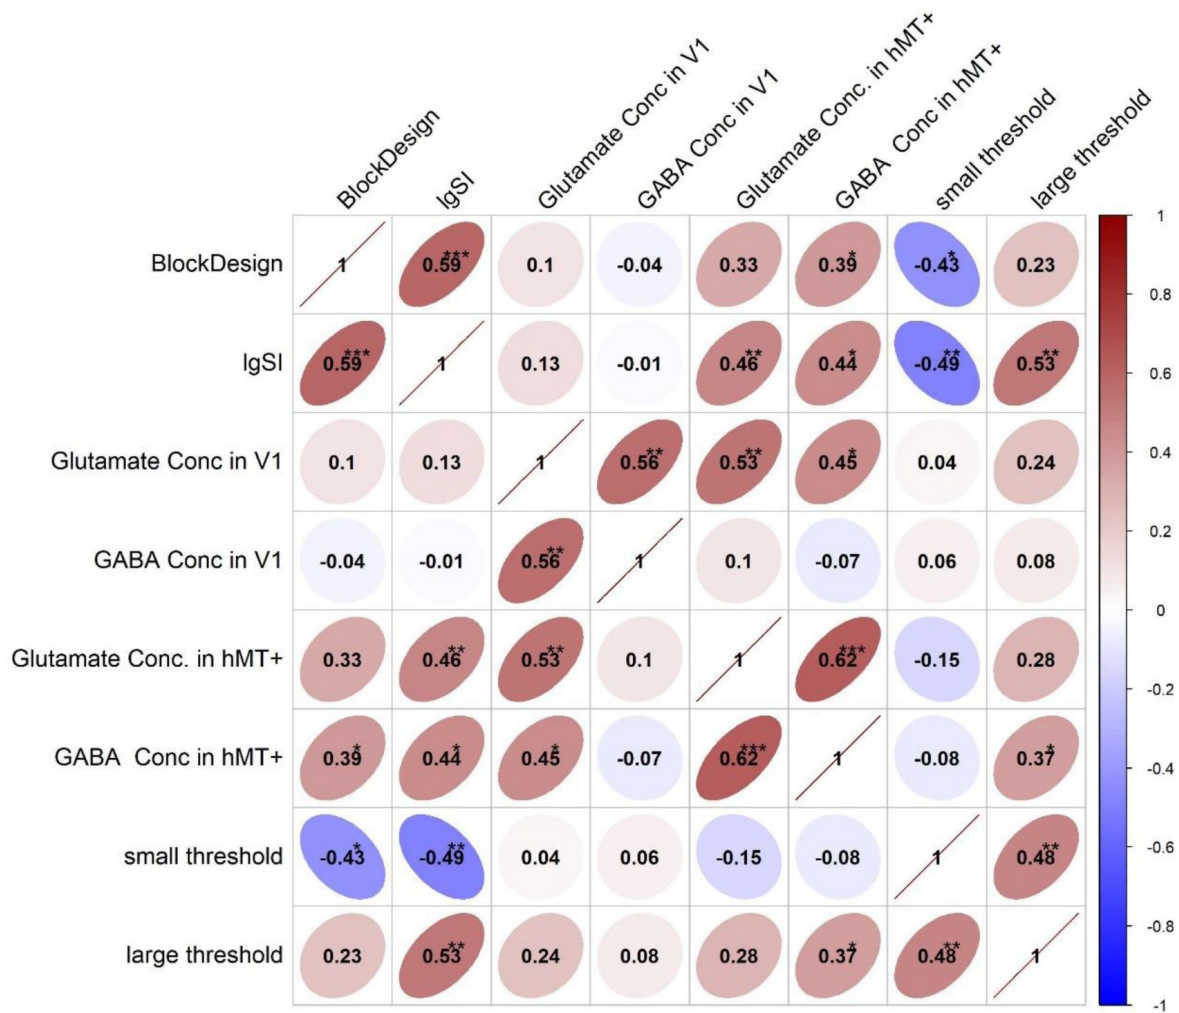 BlockDesign
lgSI
Glutamate Conc in V1
GABA Conc in V1
Glutamate Conc. in hMT+
GABA  Conc in hMT+
small threshold
large threshold
BlockDesign 1 0.59*** 0.1 -0.04 0.33 0.39* -0.43* 0.23
lgSI 0.59*** 1 0.13 -0.01 0.46** 0.44* -0.49** 0.53**
Glutamate Conc in V1 0.1 0.13 1 0.56** 0.53** 0.45* 0.04 0.24
GABA Conc in V1 -0.04 -0.01 0.56** 1 0.1 -0.07 0.06 0.08
Glutamate Conc. in hMT+ 0.33 0.46** 0.53** 0.1 1 0.62*** -0.15 0.28
GABA  Conc in hMT+ 0.39* 0.44* 0.45* -0.07 0.62*** 1 -0.08 0.37*
small threshold -0.43* -0.49** 0.04 0.06 -0.15 -0.08 1 0.48**
large threshold 0.23 0.53** 0.24 0.08 0.28 0.37* 0.48** 1
1
0.8
0.6
0.4
0.2
0
-0.2
-0.4
-0.6
-0.8
-1